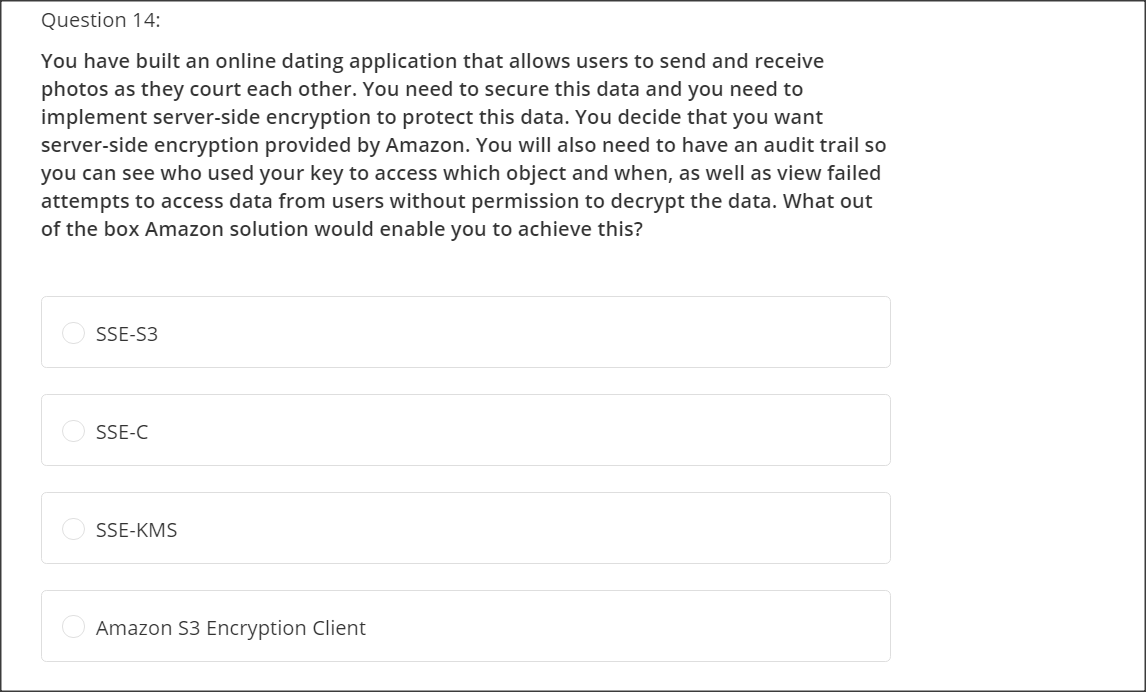 Question 14:
You have built an online dating application that allows users to send and receive
photos as they court each other. You need to secure this data and you need to
implement server-side encryption to protect this data. You decide that you want
server-side encryption provided by Amazon. You will also need to have an audit trail so
you can see who used your key to access which object and when, as well as view failed
attempts to access data from users without permission to decrypt the data. What out
of the box Amazon solution would enable you to achieve this?
SSE-S3
SSE-C
SSE-KMS
Amazon S3 Encryption Client